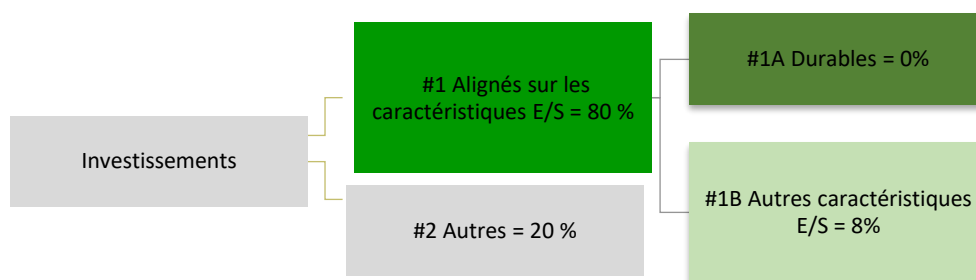 #1 Alignés sur les
caractéristiques E/S = 80 %
#1A Durables = 0%
Investissements
#2 Autres = 20 %
#1B Autres caractéristiques
E/S = 8%